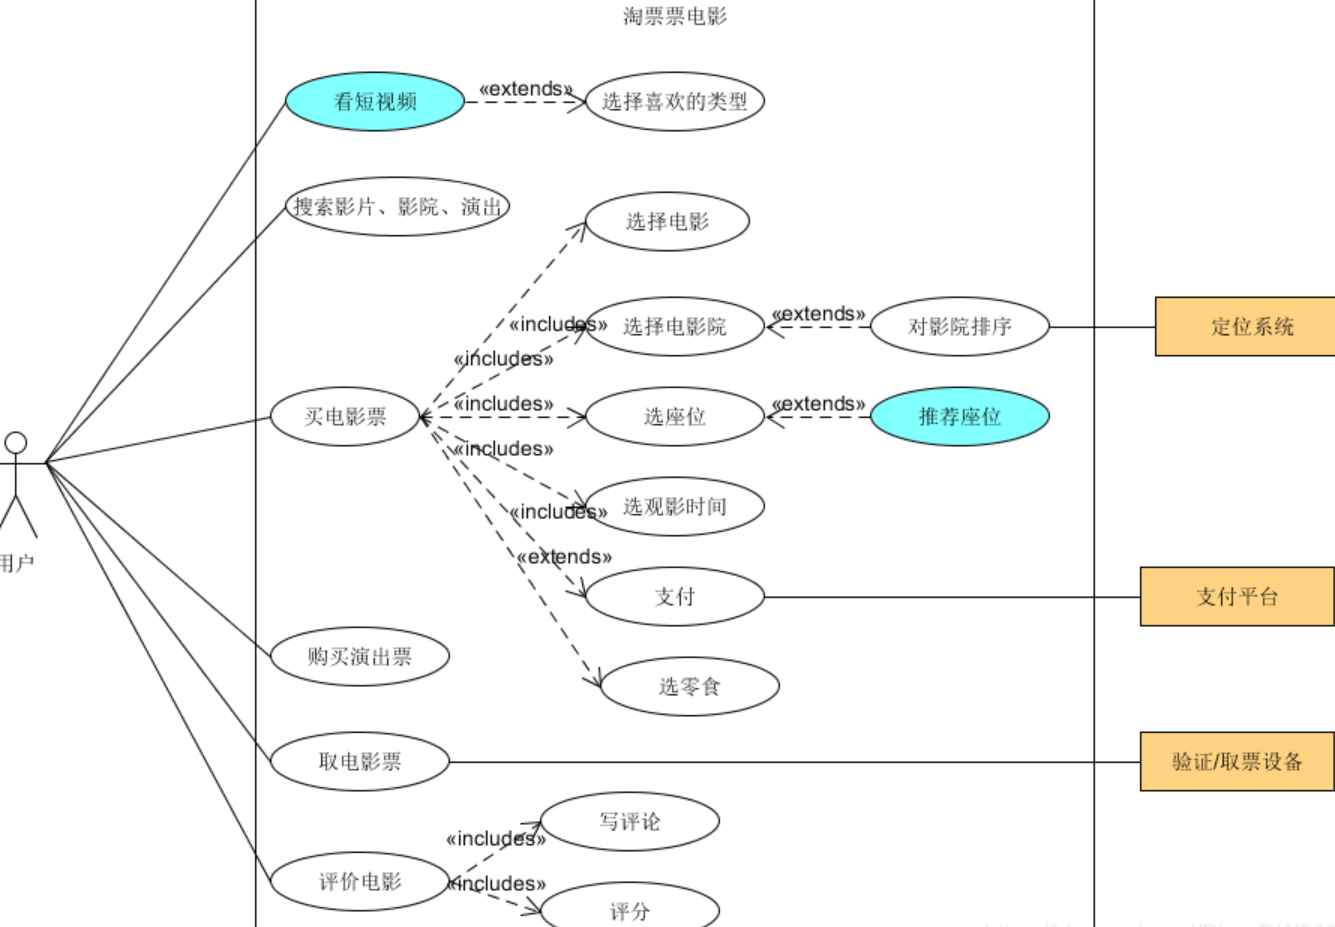 淘票票电影
看短视频
«extends»
选择喜欢的类型
搜索影片、影院、演出
选择电影
«includes»
选择电影院
«extends»
对影院排序
定位系统
«includes»
买电影票
«includes»
选座位
«extends»
推荐座位
«includes»
选观影时间
«includes»
«extends»
用户
支付
支付平台
购买演出票
选零食
取电影票
验证/取票设备
写评论
«includes»
评价电影
«includes»
评分